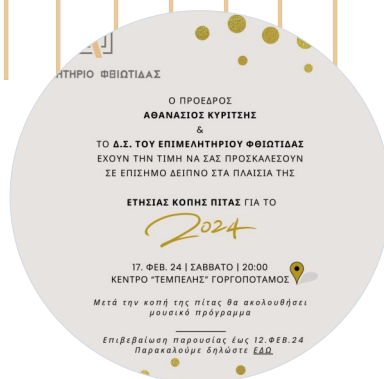 ΦΘΙΩΤΙΔΑΣ
Ο ΠΡΟΕΔΡΟΣ
ΑΘΑΝΑΣΙΟΣ ΚΥΡΙΤΣΗΣ
&
ΤΟ Δ.Σ. ΤΟΥ ΕΠΙΜΕΛΗΤΗΡΙΟΥ ΦΘΙΩΤΙΔΑΣ
ΕΧΟΥΝ ΤΗΝ ΤΙΜΗ ΝΑ ΣΑΣ ΠΡΟΣΚΑΛΕΣΟΥΝ
ΣΕ ΕΠΙΣΗΜΟ ΔΕΙΠΝΟ ΣΤΑ ΠΛΑΙΣΙΑ ΤΗΣ
ΕΤΗΣΙΑΣ ΚΟΠΗΣ ΠΙΤΑΣ ΓΙΑ ΤΟ
2024
17. ΦΕΒ. 24 | ΣΑΒΒΑΤΟ | 20:00
ΚΕΝΤΡΟ “ΤΕΜΠΕΛΗΣ” ΓΟΡΓΟΠΟΤΑΜΟΣ
Μετά την κοπή της πίτας θα ακολουθήσει
μουσικό πρόγραμμα
Επιβεβαίωση παρουσίας έως 12.ΦΕΒ.24
Παρακαλούμε δηλώστε ΕΔΩ